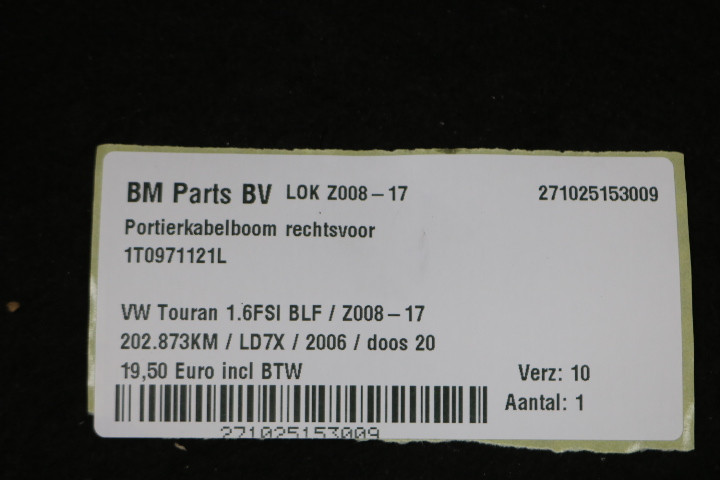 BM Parts BV LOK Z008-17 271025153009
Portierkabelboom rechtsvoor
1T0971121L
VW Touran 1.6FSI BLF / Z008-17
202.873KM / LD7X / 2006 / doos 20
19,50 Euro incl BTW Verz: 10
Aantal: 1
271025153009